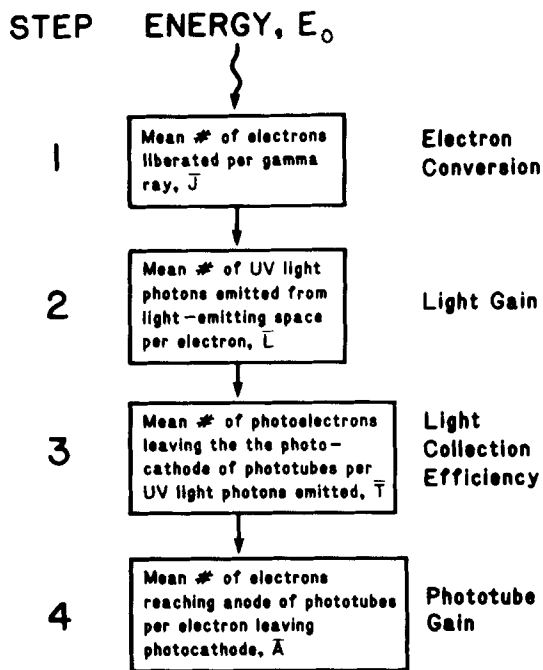 STEP ENERGY, E₀
1
Mean # of electrons
liberated per gamma
ray, J̅
Electron
Conversion
2
Mean # of UV light
photons emitted from
light-emitting space
per electron, L̅
Light Gain
3
Mean # of photoelectrons
leaving the the photo-
cathode of phototubes per
UV light photons emitted, T̅
Light
Collection
Efficiency
4
Mean # of electrons
reaching anode of phototubes
per electron leaving
photocathode, A̅
Phototube
Gain